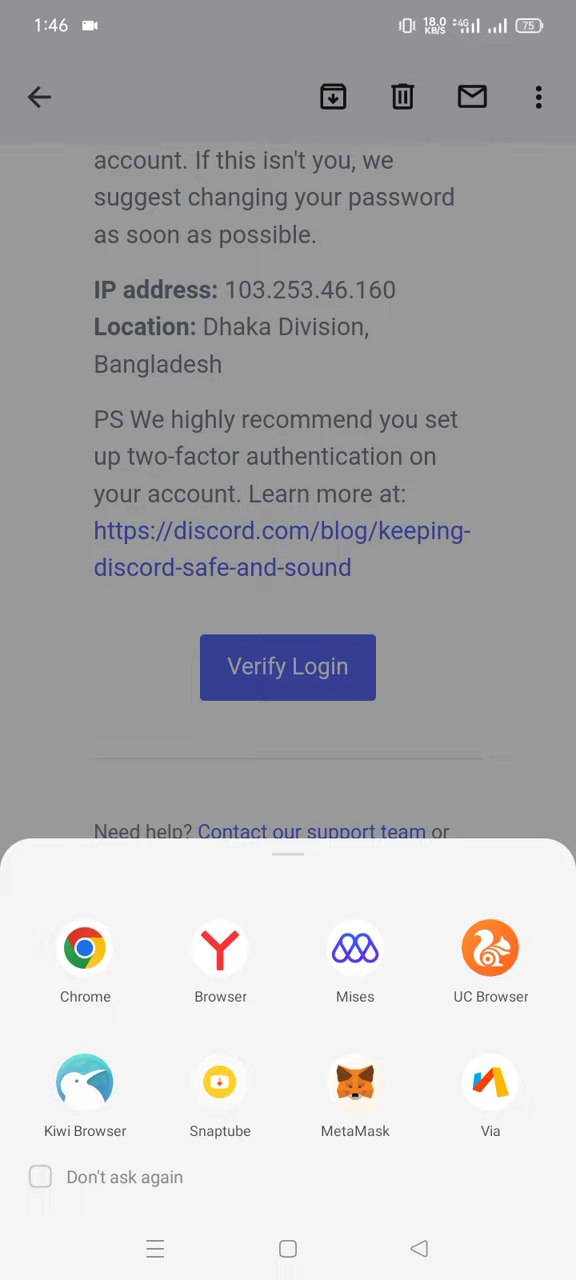 1:46
18.0
KB/S
4G
75
account. If this isn't you, we
suggest changing your password
as soon as possible.
IP address: 103.253.46.160
Location: Dhaka Division,
Bangladesh
PS We highly recommend you set
up two-factor authentication on
your account. Learn more at:
https://discord.com/blog/keeping-
discord-safe-and-sound
Verify Login
Need help? Contact our support team or
Chrome
Browser
Mises
UC Browser
Kiwi Browser
Snaptube
MetaMask
Via
Don't ask again